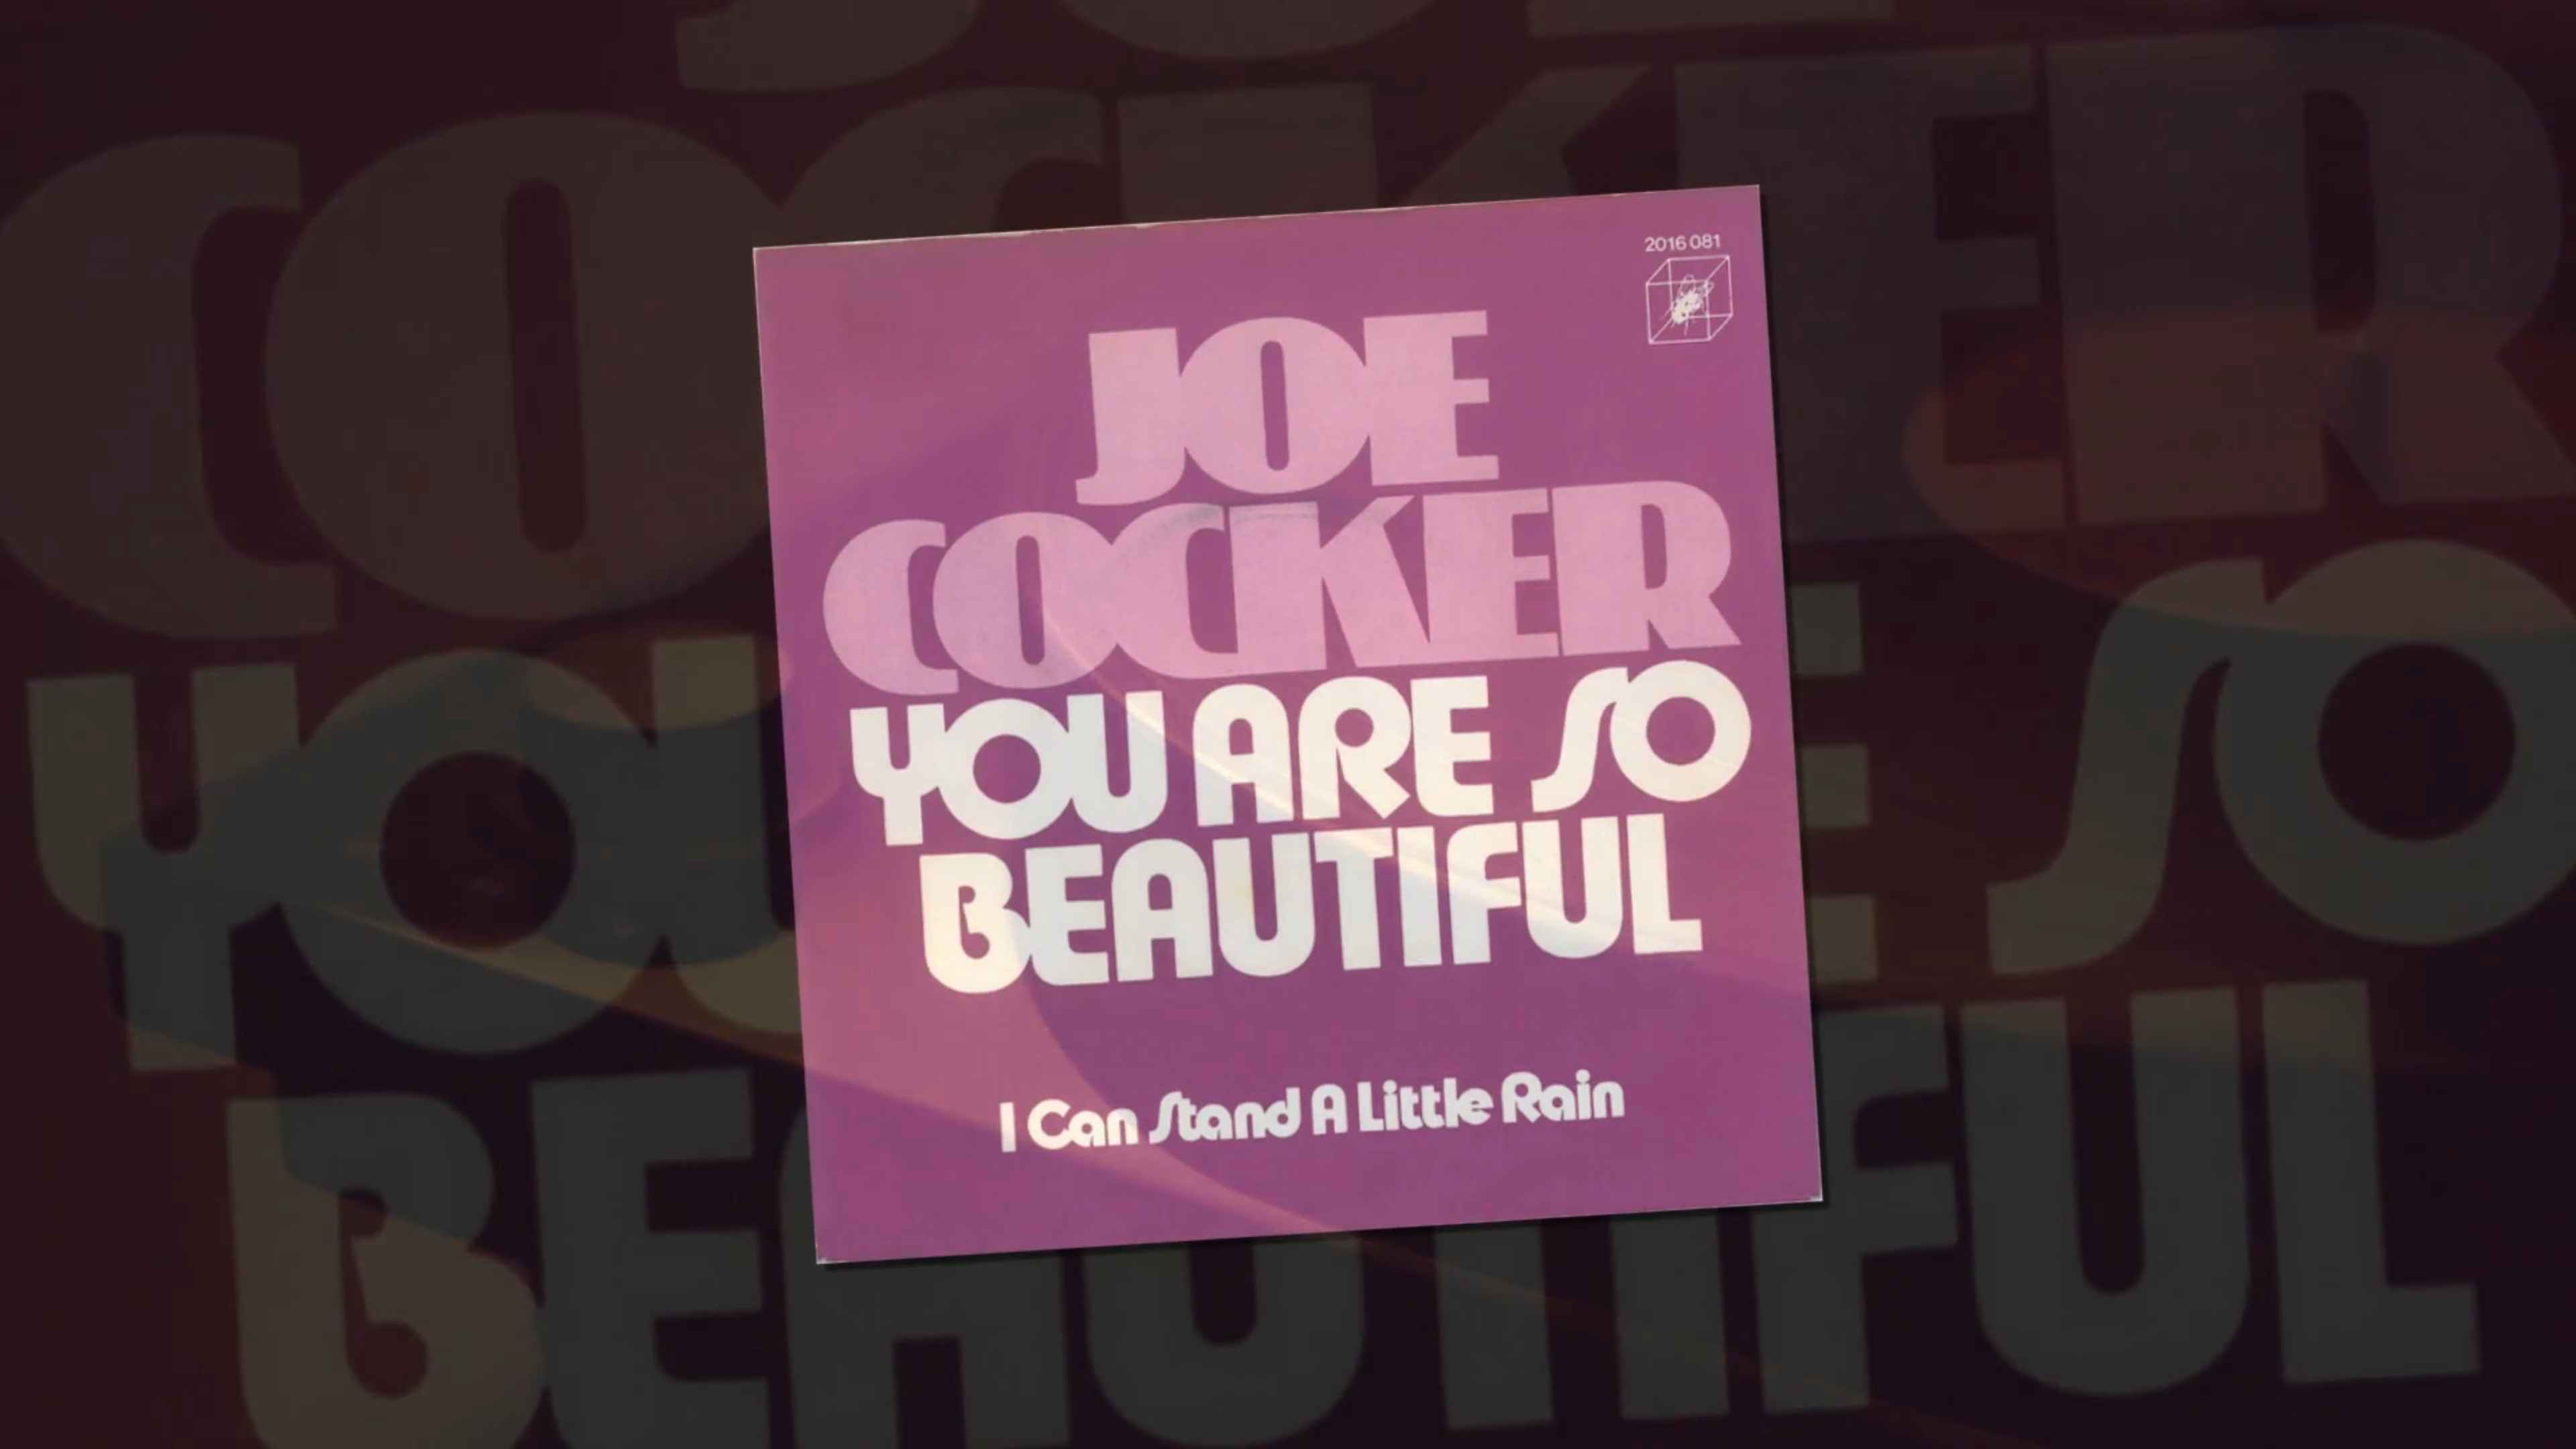 2016 081
JOE
COCKER
YOU ARE SO
BEAUTIFUL
I Can Stand A Little Rain